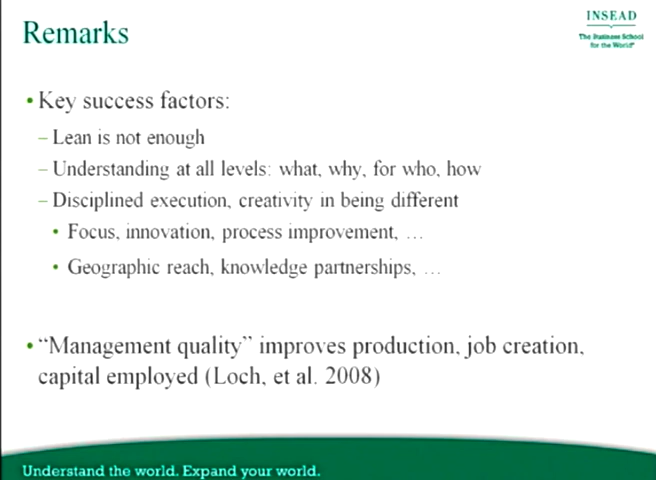 Remarks
INSEAD
The Business School
for the World®
• Key success factors:
– Lean is not enough
– Understanding at all levels: what, why, for who, how
– Disciplined execution, creativity in being different
• Focus, innovation, process improvement, …
• Geographic reach, knowledge partnerships, …
• “Management quality” improves production, job creation,
capital employed (Loch, et al. 2008)
Understand the world. Expand your world.